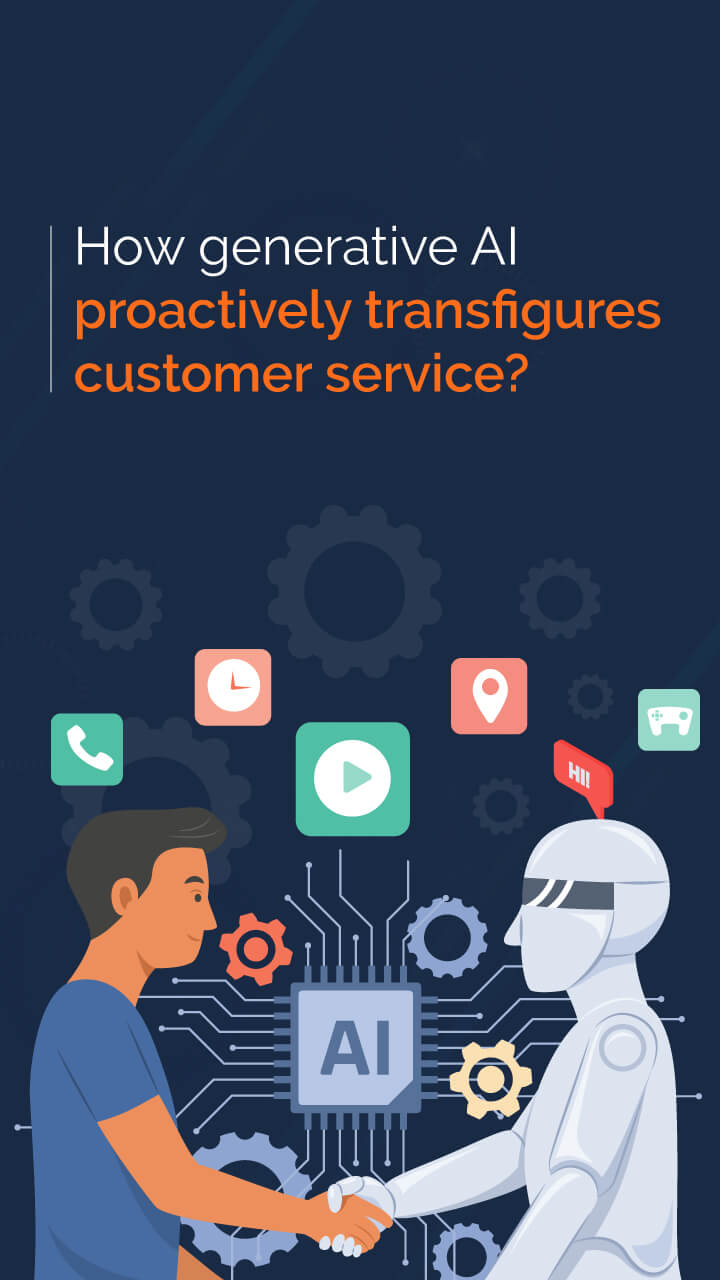 How generative AI
proactively transfigures
customer service?
HI!
AI